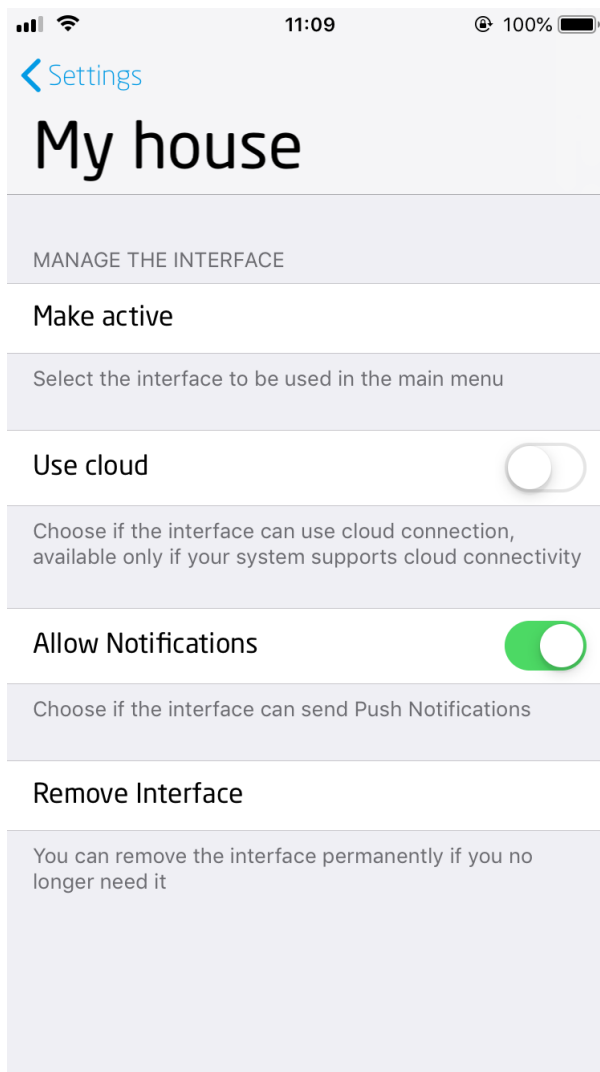 11:09
100%
Settings
My house
MANAGE THE INTERFACE
Make active
Select the interface to be used in the main menu
Use cloud
Choose if the interface can use cloud connection,
available only if your system supports cloud connectivity
Allow Notifications
Choose if the interface can send Push Notifications
Remove Interface
You can remove the interface permanently if you no
longer need it